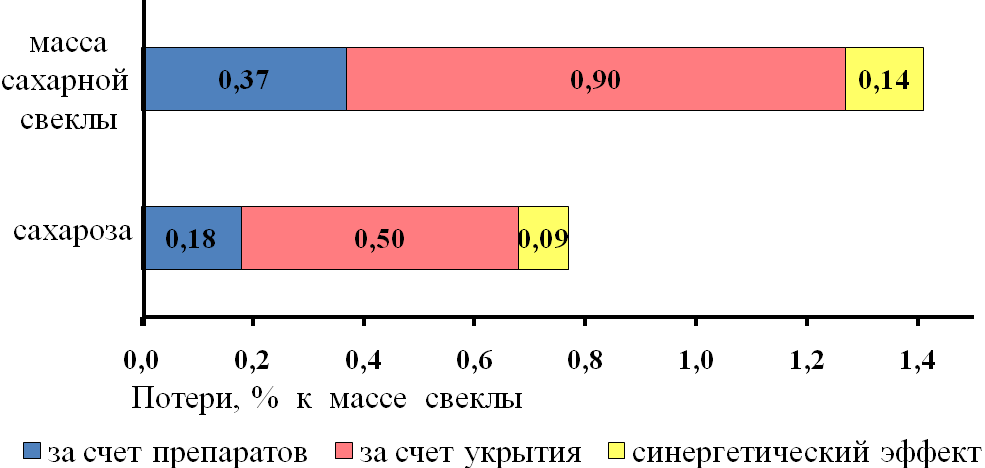 масса
сахарной
свеклы
0,37 0,90 0,14
сахароза
0,18 0,50 0,09
0,0 0,2 0,4 0,6 0,8 1,0 1,2 1,4
Потери, % к массе свеклы
за счет препаратов за счет укрытия синергетический эффект